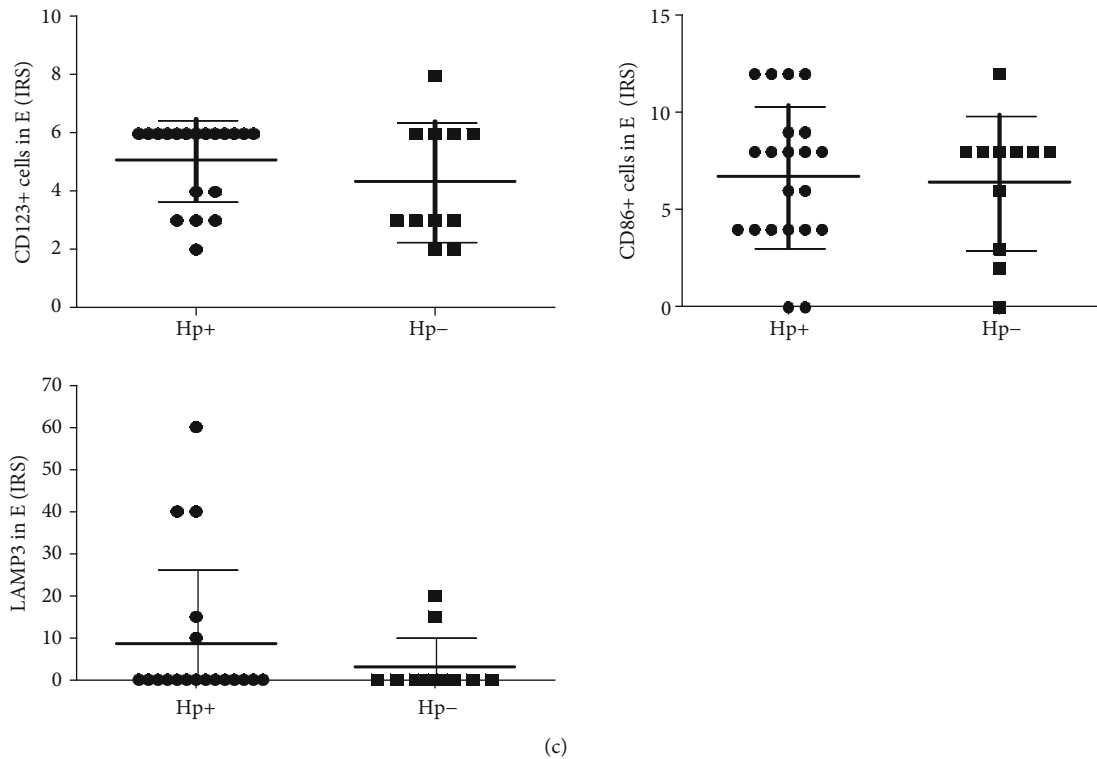 CD123+ cells in E (IRS)
10
8
6
4
2
0
Hp+ Hp−
CD86+ cells in E (IRS)
15
10
5
0
Hp+ Hp−
LAMP3 in E (IRS)
70
60
50
40
30
20
10
0
Hp+ Hp−
(c)